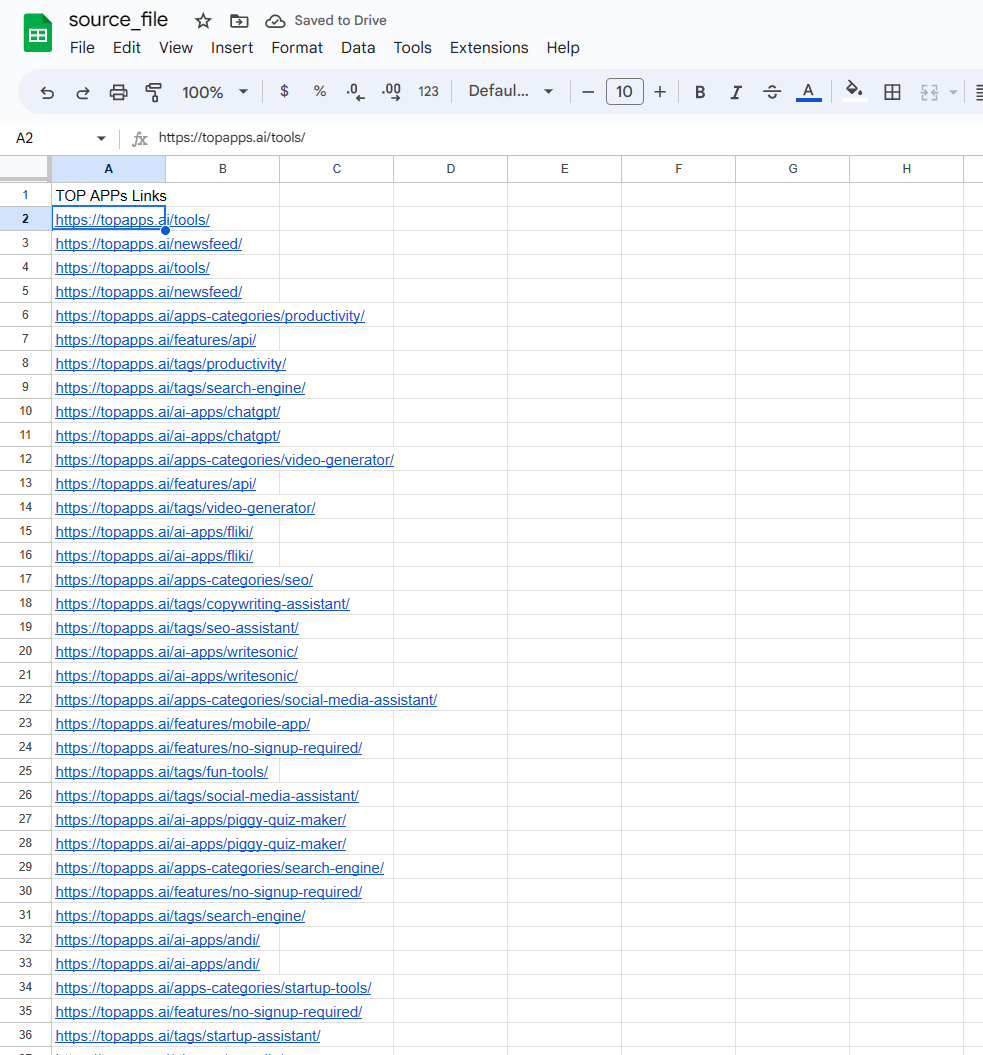 source_file Saved to Drive
File Edit View Insert Format Data Tools Extensions Help
100% $ % .0 .00 123 Defaul... − 10 + B I S A
A2 fx https://topapps.ai/tools/
A B C D E F G H
1 TOP APPs Links
2 https://topapps.ai/tools/
3 https://topapps.ai/newsfeed/
4 https://topapps.ai/tools/
5 https://topapps.ai/newsfeed/
6 https://topapps.ai/apps-categories/productivity/
7 https://topapps.ai/features/api/
8 https://topapps.ai/tags/productivity/
9 https://topapps.ai/tags/search-engine/
10 https://topapps.ai/ai-apps/chatgpt/
11 https://topapps.ai/ai-apps/chatgpt/
12 https://topapps.ai/apps-categories/video-generator/
13 https://topapps.ai/features/api/
14 https://topapps.ai/tags/video-generator/
15 https://topapps.ai/ai-apps/fliki/
16 https://topapps.ai/ai-apps/fliki/
17 https://topapps.ai/apps-categories/seo/
18 https://topapps.ai/tags/copywriting-assistant/
19 https://topapps.ai/tags/seo-assistant/
20 https://topapps.ai/ai-apps/writesonic/
21 https://topapps.ai/ai-apps/writesonic/
22 https://topapps.ai/apps-categories/social-media-assistant/
23 https://topapps.ai/features/mobile-app/
24 https://topapps.ai/features/no-signup-required/
25 https://topapps.ai/tags/fun-tools/
26 https://topapps.ai/tags/social-media-assistant/
27 https://topapps.ai/ai-apps/piggy-quiz-maker/
28 https://topapps.ai/ai-apps/piggy-quiz-maker/
29 https://topapps.ai/apps-categories/search-engine/
30 https://topapps.ai/features/no-signup-required/
31 https://topapps.ai/tags/search-engine/
32 https://topapps.ai/ai-apps/andi/
33 https://topapps.ai/ai-apps/andi/
34 https://topapps.ai/apps-categories/startup-tools/
35 https://topapps.ai/features/no-signup-required/
36 https://topapps.ai/tags/startup-assistant/